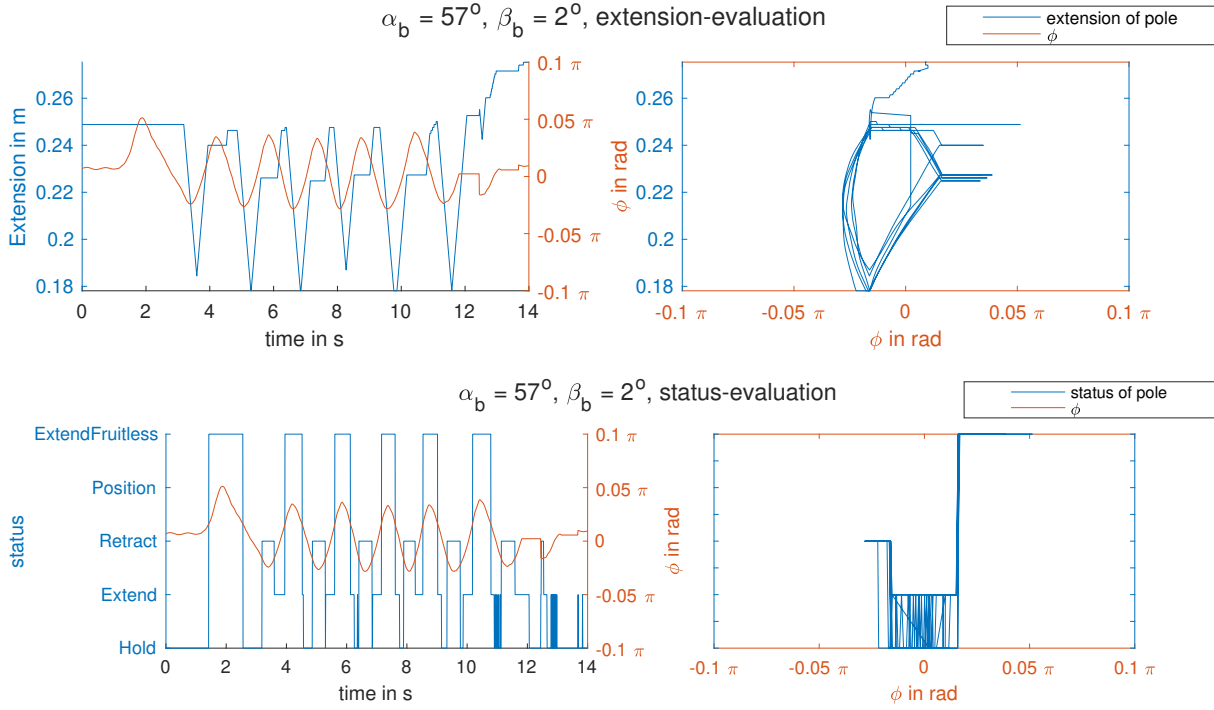 α_b = 57°, β_b = 2°, extension-evaluation
extension of pole
ϕ
Extension in m
0.26
0.24
0.22
0.2
0.18
0.1 π
0.05 π
0
-0.05 π
-0.1 π
0 2 4 6 8 10 12 14
time in s
ϕ in rad
0.26
0.24
0.22
0.2
0.18
-0.1 π -0.05 π 0 0.05 π 0.1 π
ϕ in rad
α_b = 57°, β_b = 2°, status-evaluation
status of pole
ϕ
status
ExtendFruitless
Position
Retract
Extend
Hold
0.1 π
0.05 π
0
-0.05 π
-0.1 π
0 2 4 6 8 10 12 14
time in s
ϕ in rad
-0.1 π -0.05 π 0 0.05 π 0.1 π
ϕ in rad